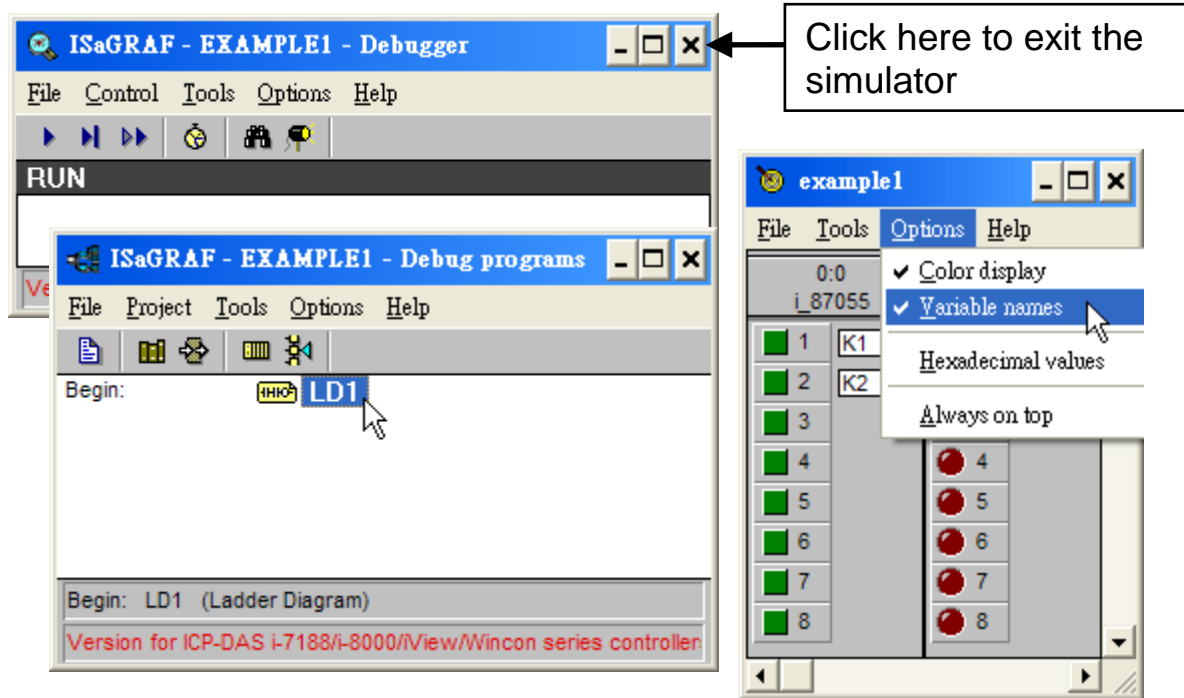 ISaGRAF - EXAMPLE1 - Debugger
File Control Tools Options Help
RUN
Ve
Click here to exit the
simulator
ISaGRAF - EXAMPLE1 - Debug programs
File Project Tools Options Help
Begin: LD1
Begin: LD1 (Ladder Diagram)
Version for ICP-DAS i-7188/i-8000/iView/Wincon series controller
example1
File Tools Options Help
0:0
i_87055
Color display
Variable names
Hexadecimal values
Always on top
1 K1
2 K2
3
4 4
5 5
6 6
7 7
8 8